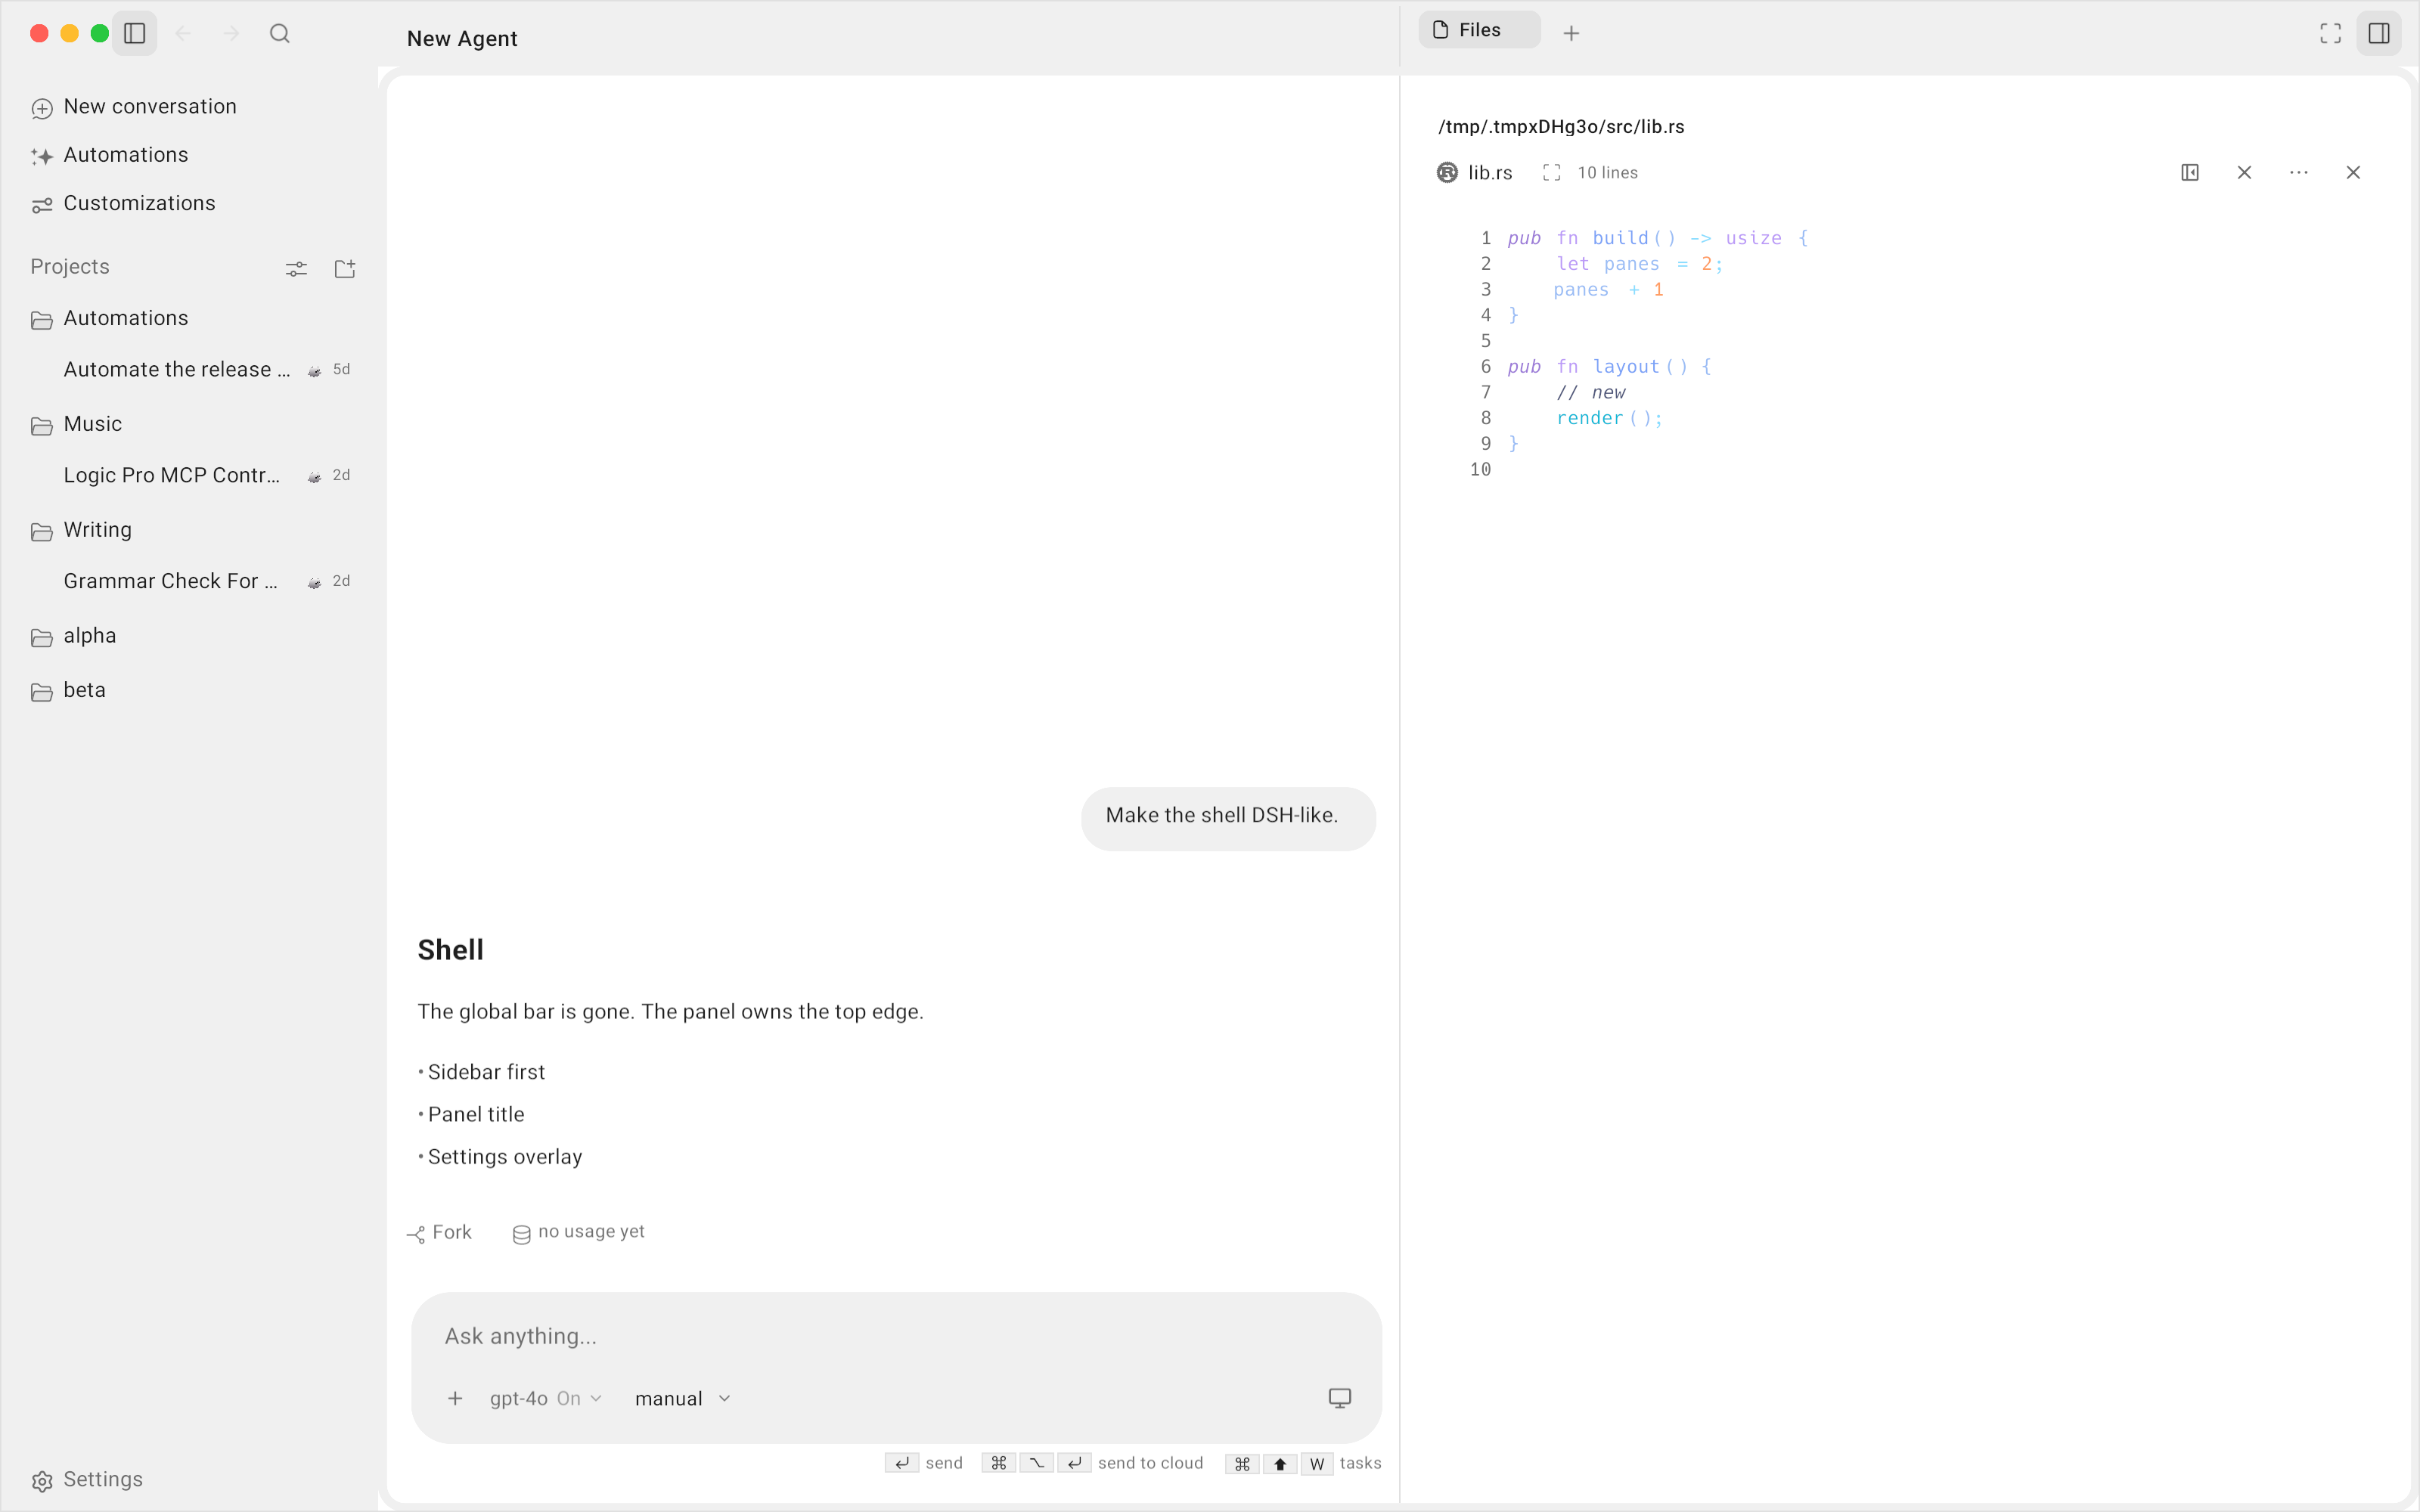 New Agent
Files
New conversation
Automations
Customizations
Projects
Automations
Automate the release ... 5d
Music
Logic Pro MCP Contr... 2d
Writing
Grammar Check For ... 2d
alpha
beta
Settings
Make the shell DSH-like.
Shell
The global bar is gone. The panel owns the top edge.
• Sidebar first
• Panel title
• Settings overlay
Fork no usage yet
Ask anything...
gpt-4o On manual
send ⌘ ⌥ send to cloud ⌘ W tasks
/tmp/.tmpxDHg3o/src/lib.rs
lib.rs 10 lines
1 pub fn build() -> usize {
2 let panes = 2;
3 panes + 1
4 }
5
6 pub fn layout() {
7 // new
8 render();
9 }
10